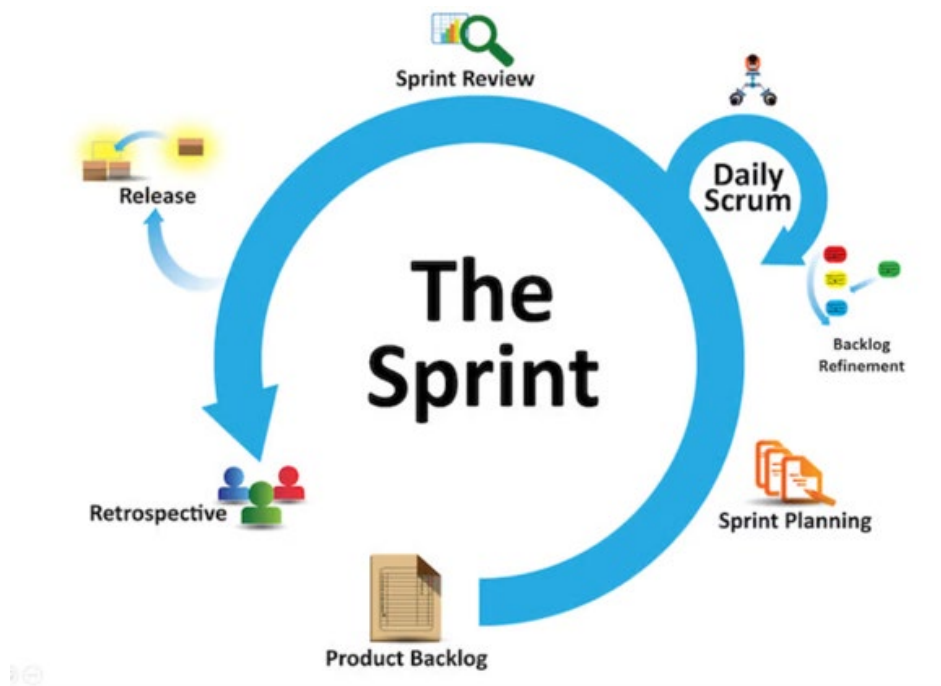 Sprint Review
Daily
Scrum
Release
The
Sprint
Backlog
Refinement
Retrospective
Sprint Planning
Product Backlog